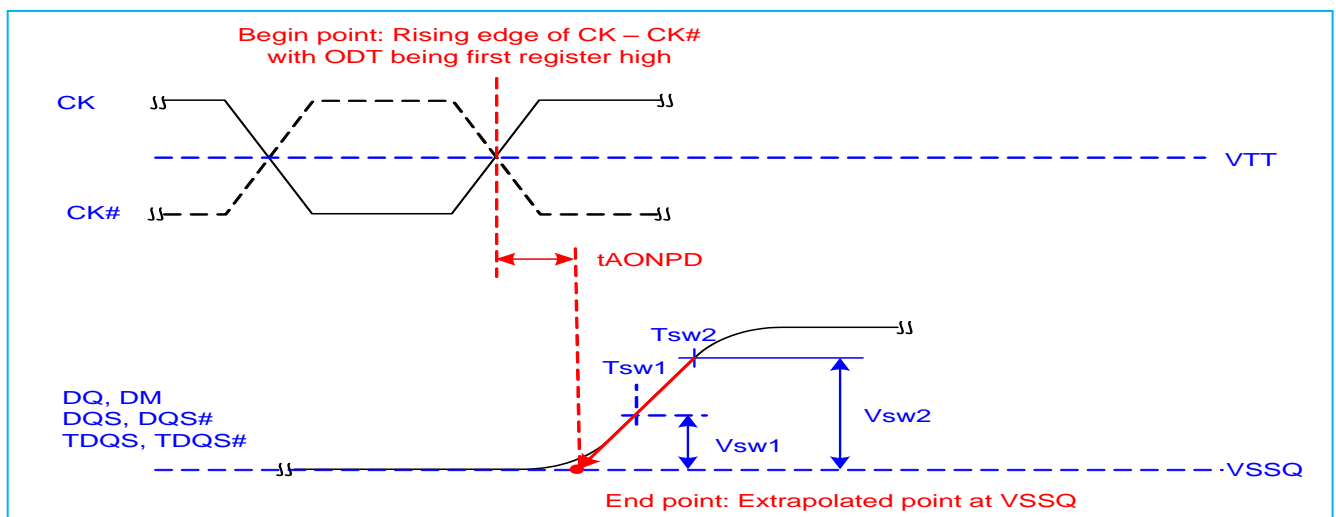 Begin point: Rising edge of CK – CK#
with ODT being first register high
CK
VTT
CK#
tAONPD
Tsw2
Tsw1
DQ, DM
DQS, DQS#
TDQS, TDQS#
Vsw2
Vsw1
VSSQ
End point: Extrapolated point at VSSQ